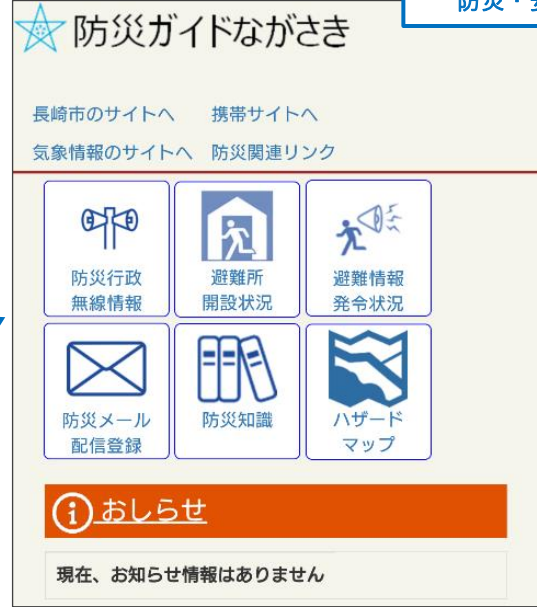 防災・
防災ガイドながさき
長崎市のサイトへ 携帯サイトへ
気象情報のサイトへ 防災関連リンク
防災行政
無線情報
避難所
開設状況
避難情報
発令状況
防災メール
配信登録
防災知識
ハザード
マップ
おしらせ
現在、お知らせ情報はありません